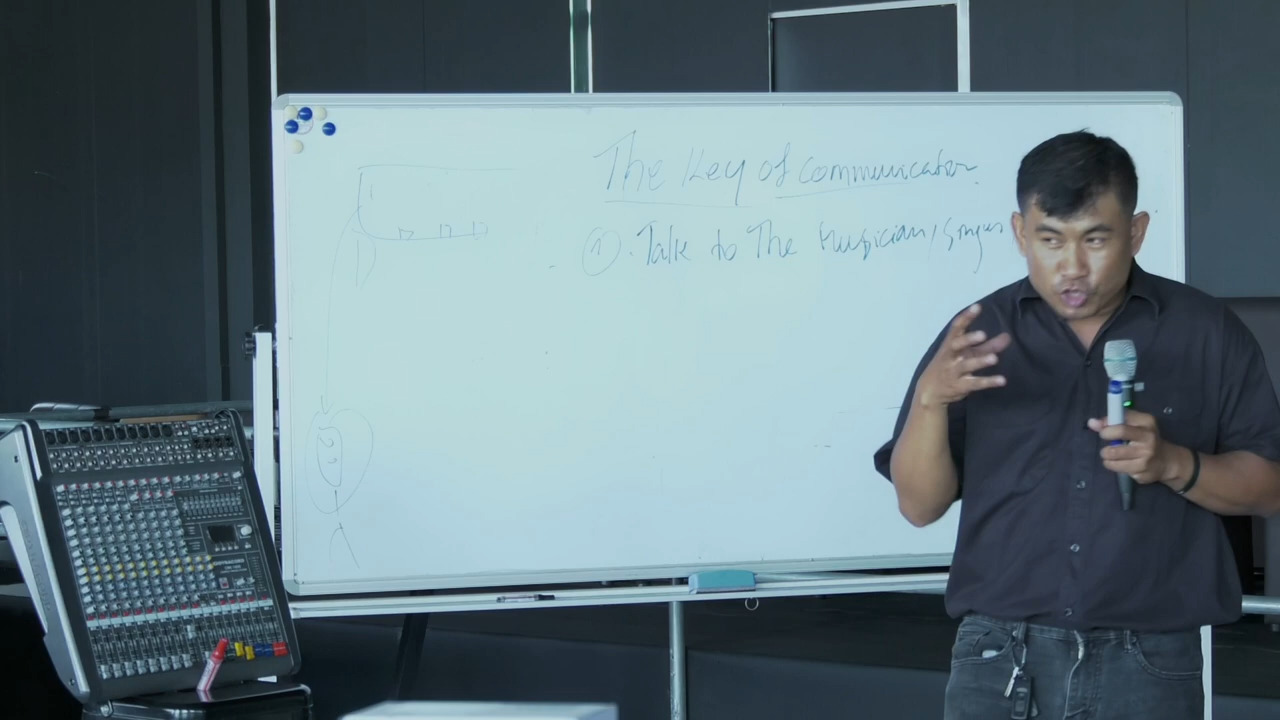 The Key of communication.
① . Talk to The Musician/Singer